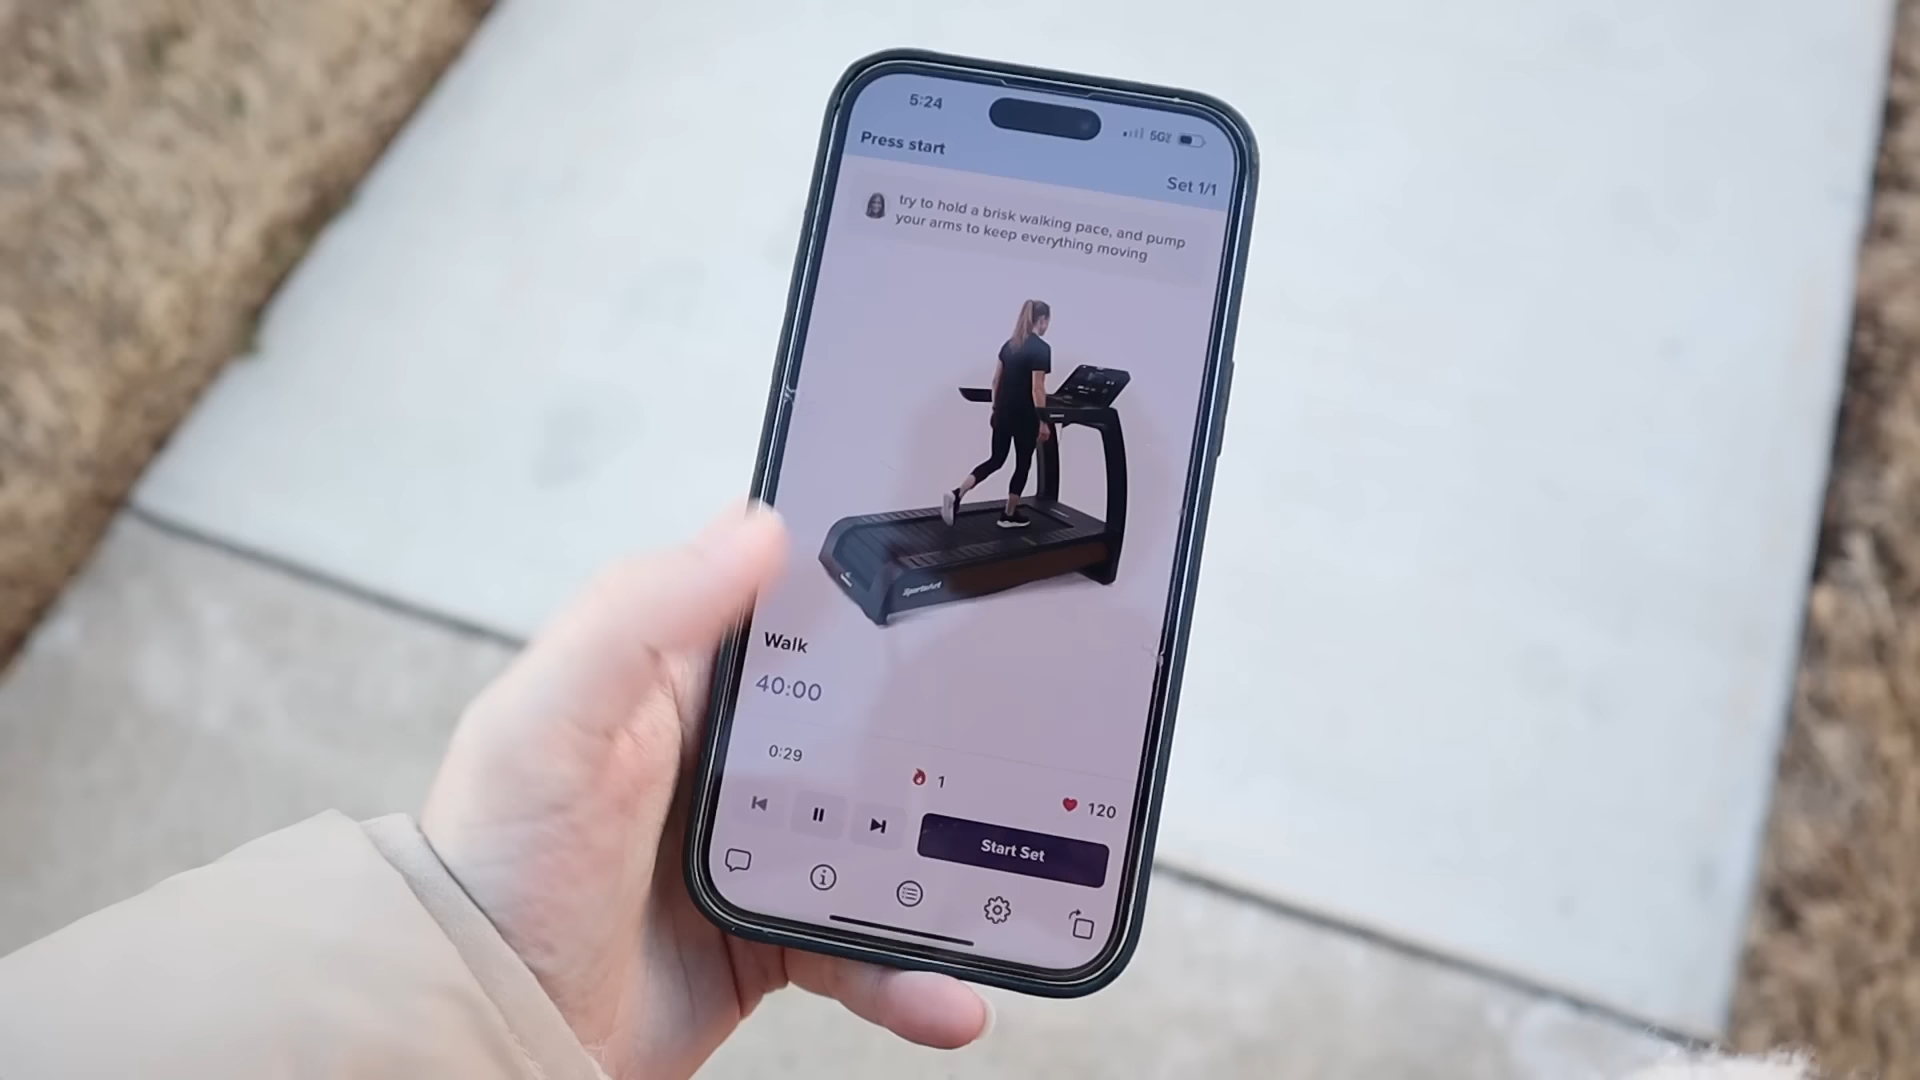 5:24
5G
Press start
Set 1/1
try to hold a brisk walking pace, and pump
your arms to keep everything moving
SportsArt
Walk
40:00
0:29
1
120
Start Set